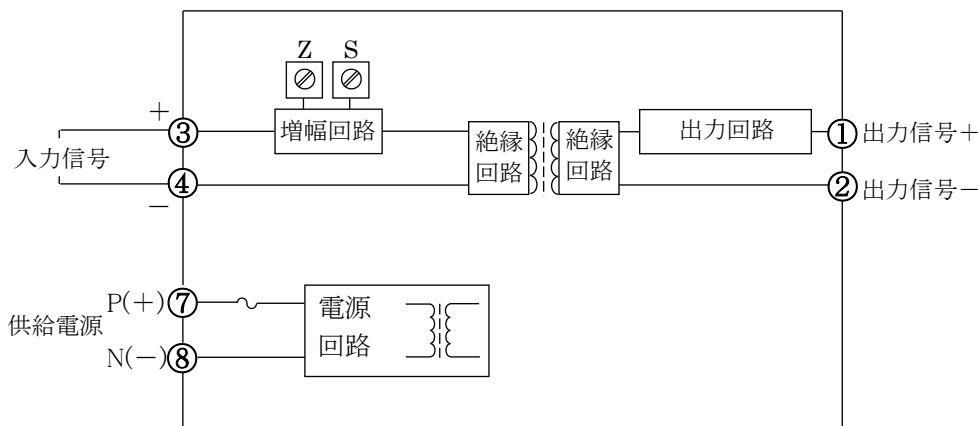 Z S
+
③ 増幅回路 出力回路 ① 出力信号+
入力信号
絶縁
回路
絶縁
回路
④ ② 出力信号−
−
P(+) ⑦
供給電源
電源
回路
N(−) ⑧